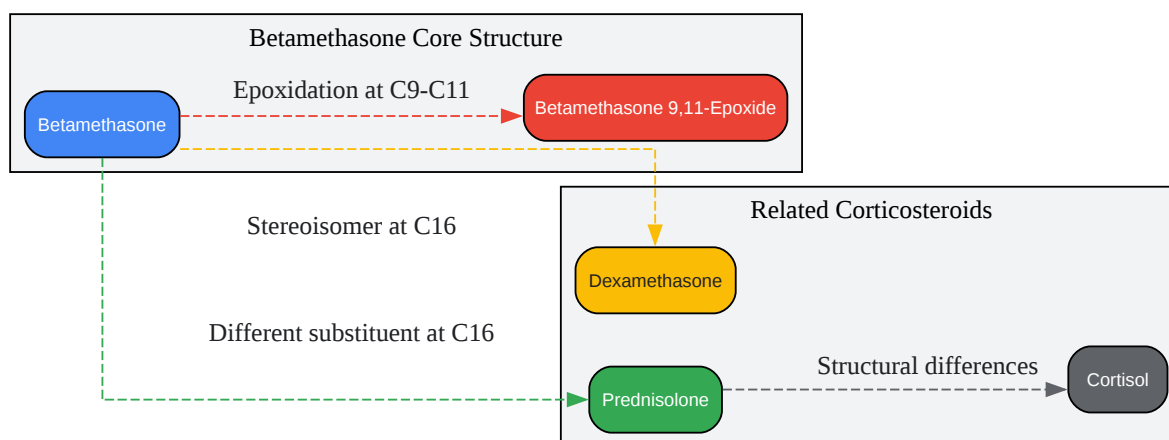 Betamethasone Core Structure
Epoxidation at C9-C11
Betamethasone
Betamethasone 9,11-Epoxide
Related Corticosteroids
Stereoisomer at C16
Dexamethasone
Different substituent at C16
Structural differences
Prednisolone
Cortisol